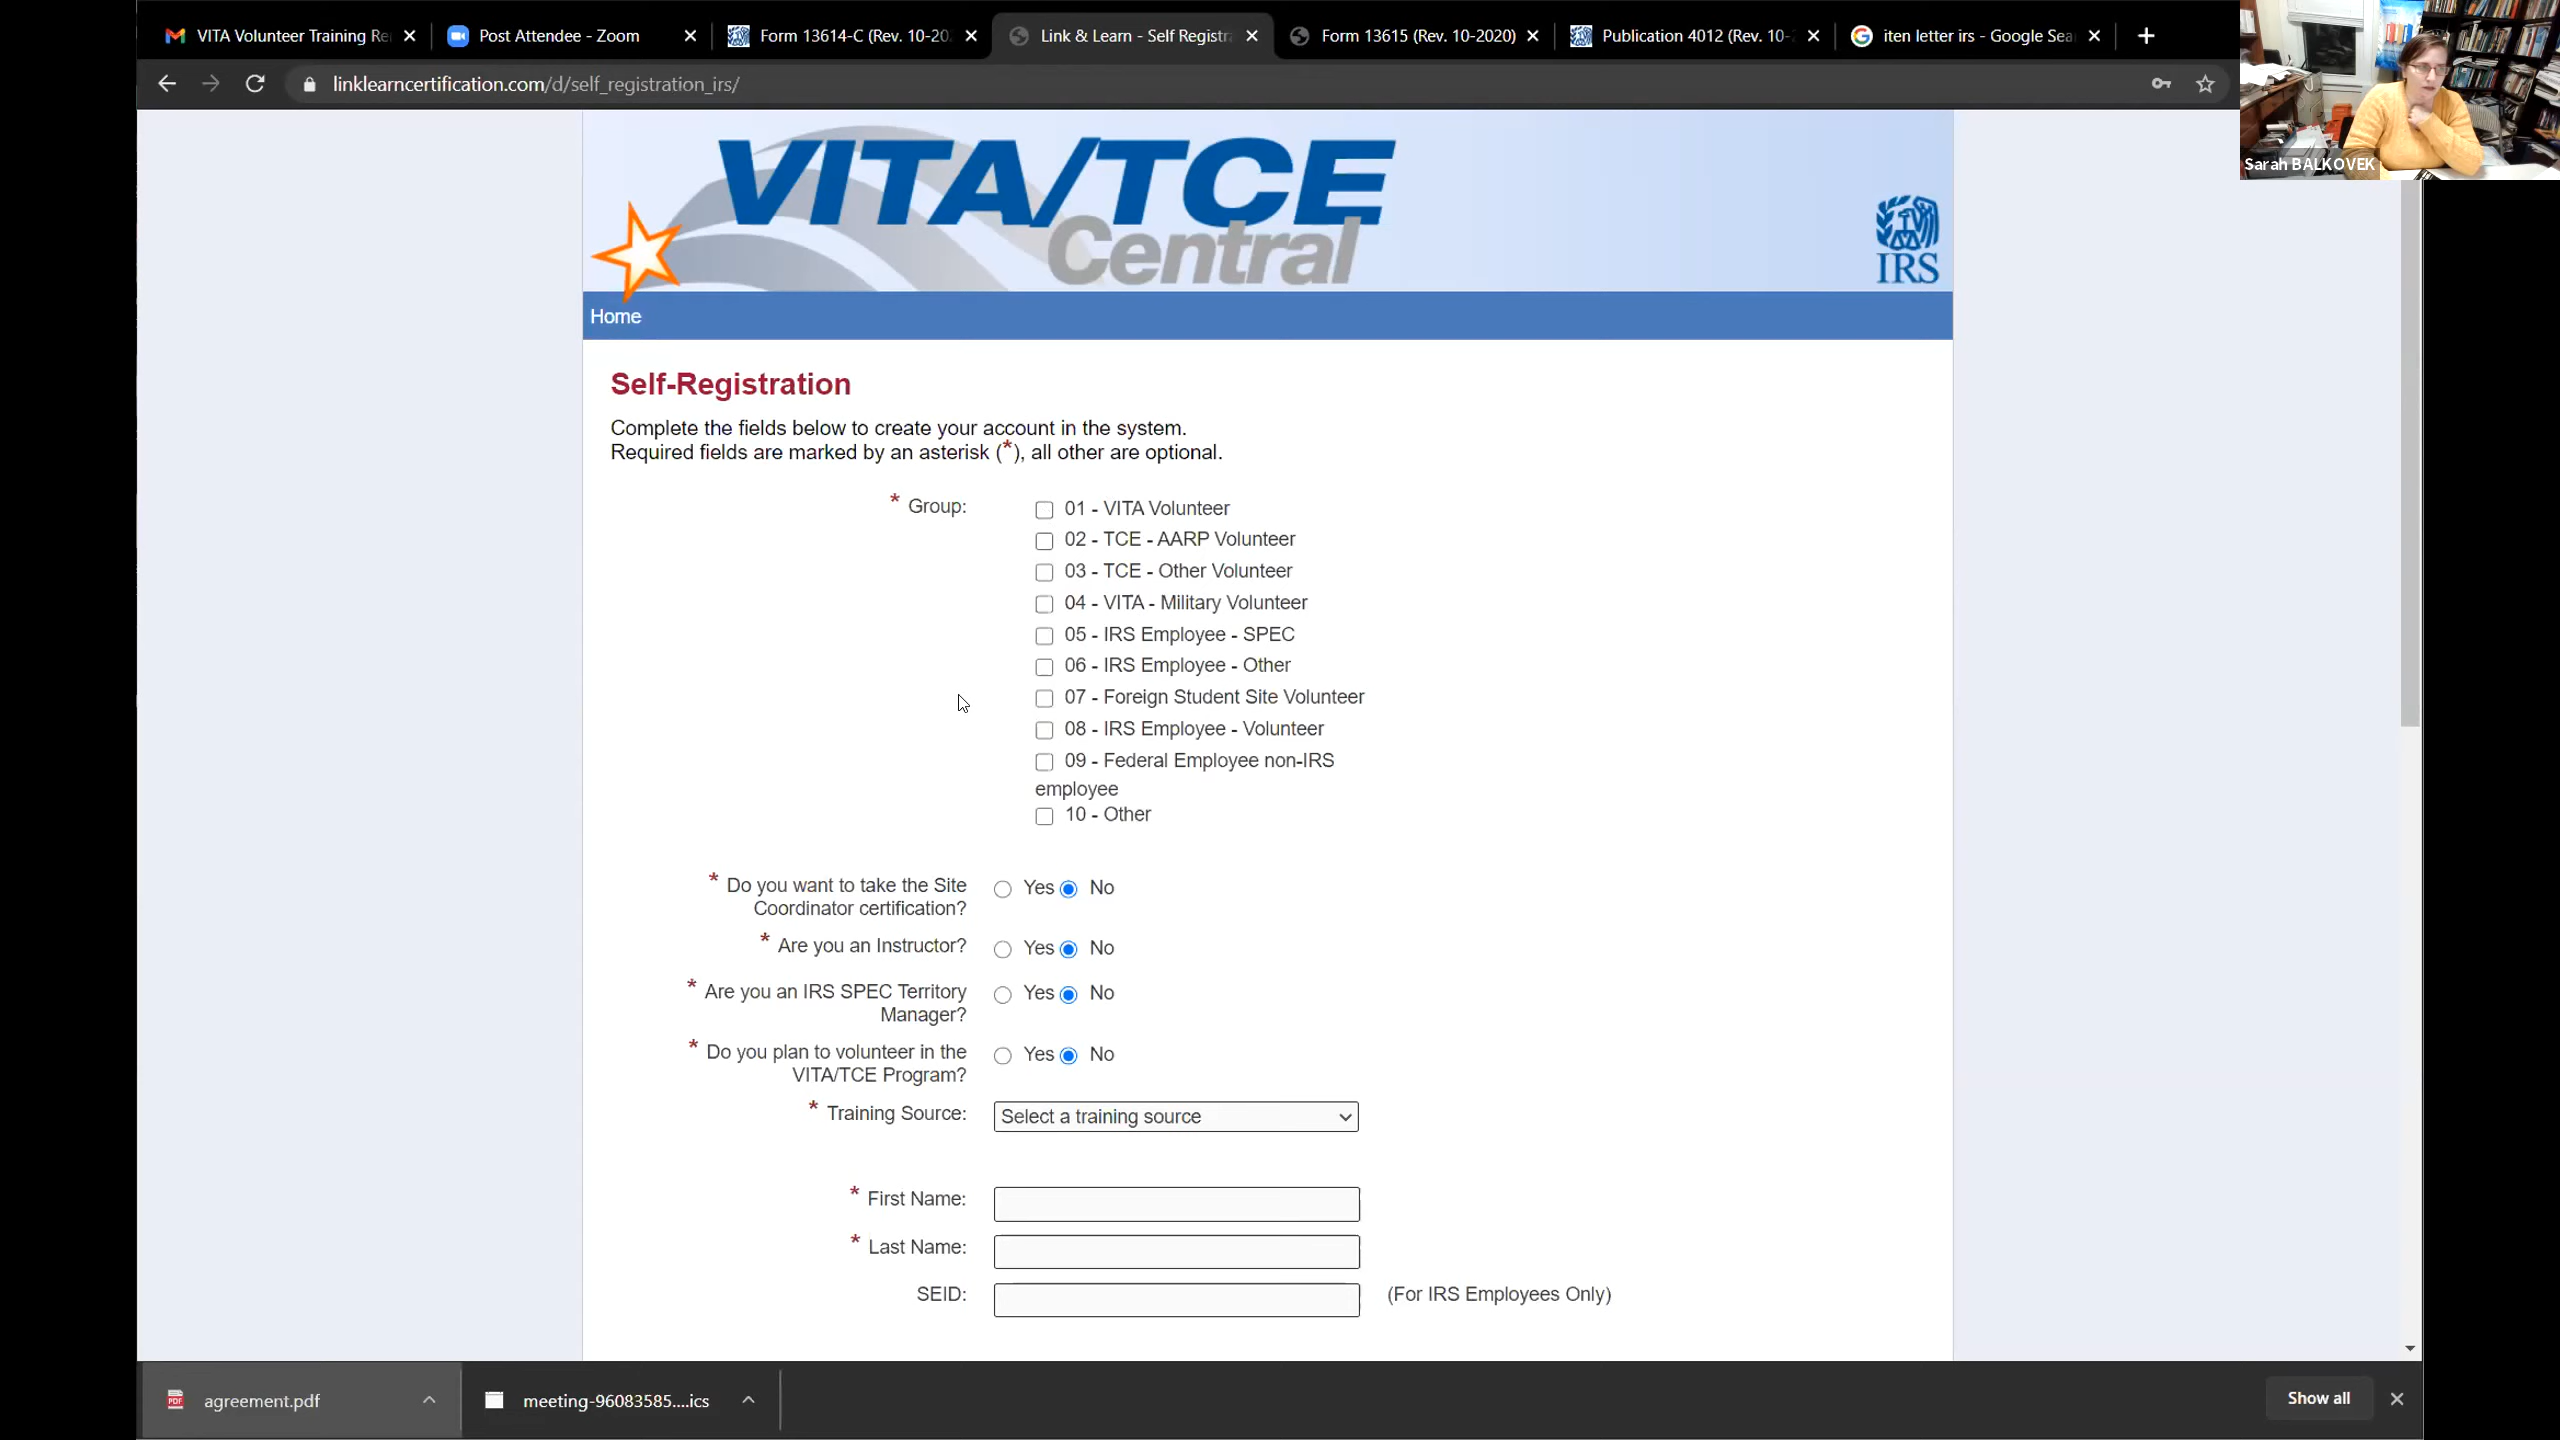 VITA Volunteer Training Re
Post Attendee - Zoom
Form 13614-C (Rev. 10-20
Link & Learn - Self Registra
Form 13615 (Rev. 10-2020)
Publication 4012 (Rev. 10-
iten letter irs - Google Sea
linklearncertification.com/d/self_registration_irs/
Sarah BALKOVEK
VITA/TCE
Central
IRS
Home
Self-Registration
Complete the fields below to create your account in the system.
Required fields are marked by an asterisk (*), all other are optional.
* Group:
01 - VITA Volunteer
02 - TCE - AARP Volunteer
03 - TCE - Other Volunteer
04 - VITA - Military Volunteer
05 - IRS Employee - SPEC
06 - IRS Employee - Other
07 - Foreign Student Site Volunteer
08 - IRS Employee - Volunteer
09 - Federal Employee non-IRS
employee
10 - Other
* Do you want to take the Site
Coordinator certification?
Yes No
* Are you an Instructor?
Yes No
* Are you an IRS SPEC Territory
Manager?
Yes No
* Do you plan to volunteer in the
VITA/TCE Program?
Yes No
* Training Source:
Select a training source
* First Name:
* Last Name:
SEID:
(For IRS Employees Only)
agreement.pdf
meeting-96083585....ics
Show all